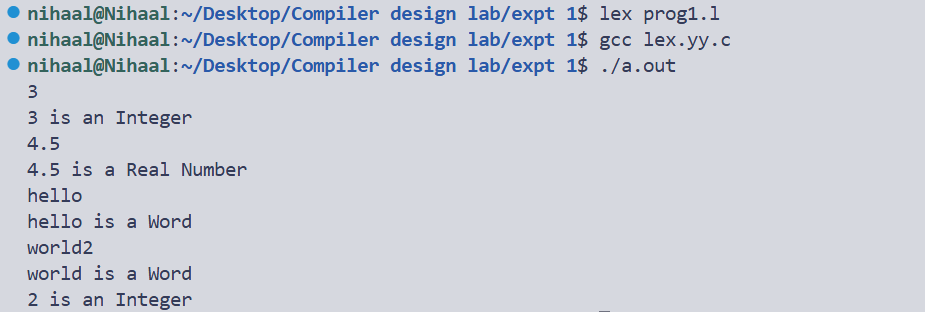 nihaal@Nihaal:~/Desktop/Compiler design lab/expt 1$ lex prog1.l
nihaal@Nihaal:~/Desktop/Compiler design lab/expt 1$ gcc lex.yy.c
nihaal@Nihaal:~/Desktop/Compiler design lab/expt 1$ ./a.out
3
3 is an Integer
4.5
4.5 is a Real Number
hello
hello is a Word
world2
world is a Word
2 is an Integer